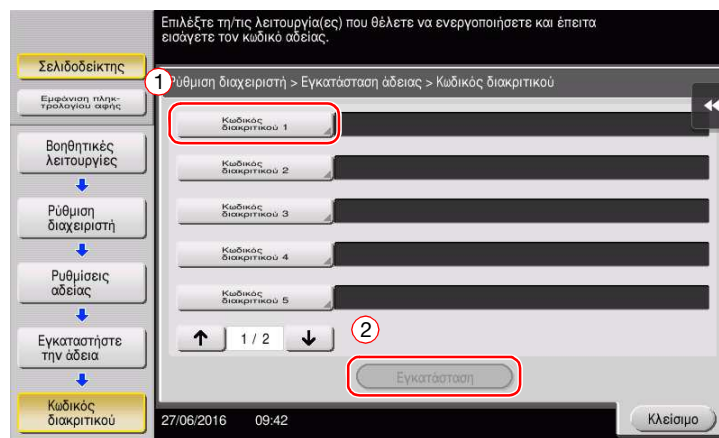 Επιλέξτε τη/τις λειτουργία(ες) που θέλετε να ενεργοποιήσετε και έπειτα
εισάγετε τον κωδικό αδείας.
Σελιδοδείκτης
Εμφάνιση πληκ-
τρολογίου αφής
Βοηθητικές
λειτουργίες
Ρύθμιση
διαχειριστή
Ρυθμίσεις
αδείας
Εγκαταστήστε
την άδεια
Κωδικός
διακριτικού
1
Ρύθμιση διαχειριστή > Εγκατάσταση άδειας > Κωδικός διακριτικού
Κωδικός
διακριτικού 1
Κωδικός
διακριτικού 2
Κωδικός
διακριτικού 3
Κωδικός
διακριτικού 4
Κωδικός
διακριτικού 5
1 / 2
2
Εγκατάσταση
27/06/2016 09:42
Κλείσιμο